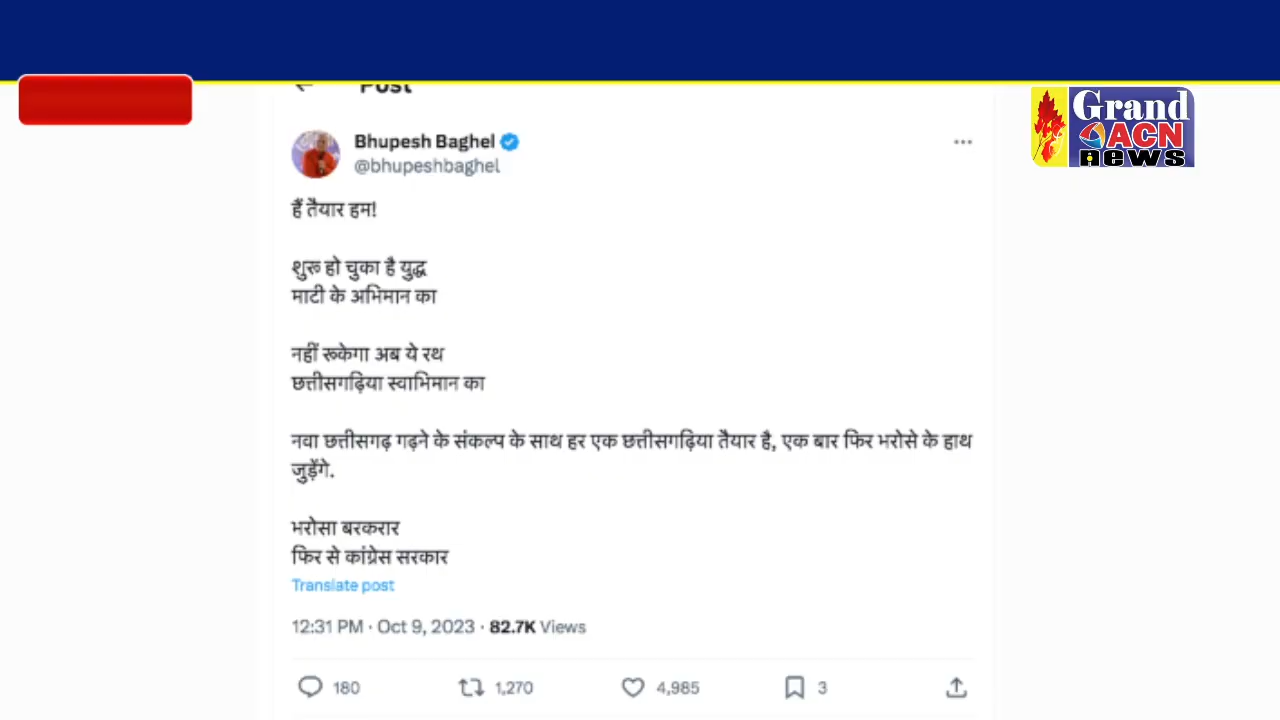 Post
Grand
ACN
news
Bhupesh Baghel
@bhupeshbaghel
हैं तैयार हम!
शुरू हो चुका है युद्ध
माटी के अभिमान का
नहीं रूकेगा अब ये रथ
छत्तीसगढ़िया स्वाभिमान का
नवा छत्तीसगढ़ गढ़ने के संकल्प के साथ हर एक छत्तीसगढ़िया तैयार है, एक बार फिर भरोसे के हाथ
जुड़ेंगे.
भरोसा बरकरार
फिर से कांग्रेस सरकार
Translate post
12:31 PM · Oct 9, 2023 · 82.7K Views
180 1,270 4,985 3